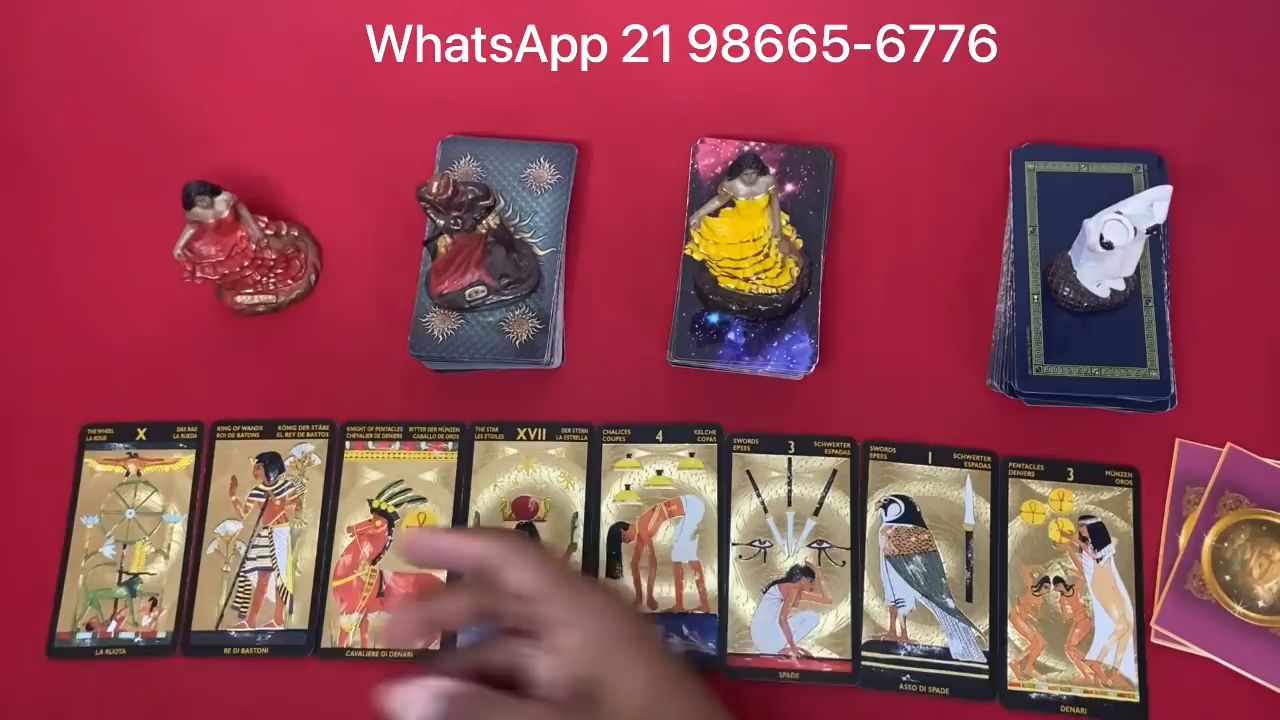 WhatsApp 21 98665-6776
THE WHEEL
LA ROUE
X
DAS RAD
LA RUEDA
LA RUOTA
KING OF WANDS
ROI DE BATONS
KÖNIG DER STÄBE
EL REY DE BASTOS
RE DI BASTONI
KNIGHT OF PENTACLES
CHEVALIER DE DENIERS
RITTER DER MÜNZEN
CABALLO DE OROS
CAVALIERE DI DENARI
THE STAR
LES ETOILES
XVII
DER STERN
LA ESTRELLA
CHALICES
COUPES
4
KELCHE
COPAS
SWORDS
EPEES
3
SCHWERTER
ESPADAS
SPADE
SWORDS
EPEES
1
SCHWERTER
ESPADAS
ASSO DI SPADE
PENTACLES
DENIERS
3
MÜNZEN
OROS
DENARI